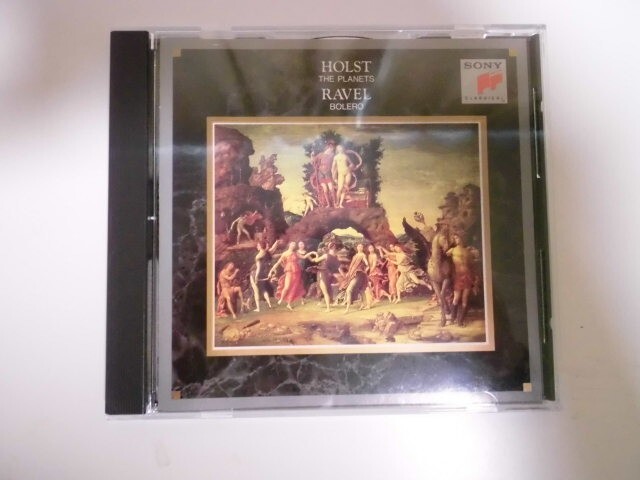 HOLST
THE PLANETS
RAVEL
BOLERO
SONY
CLASSICAL